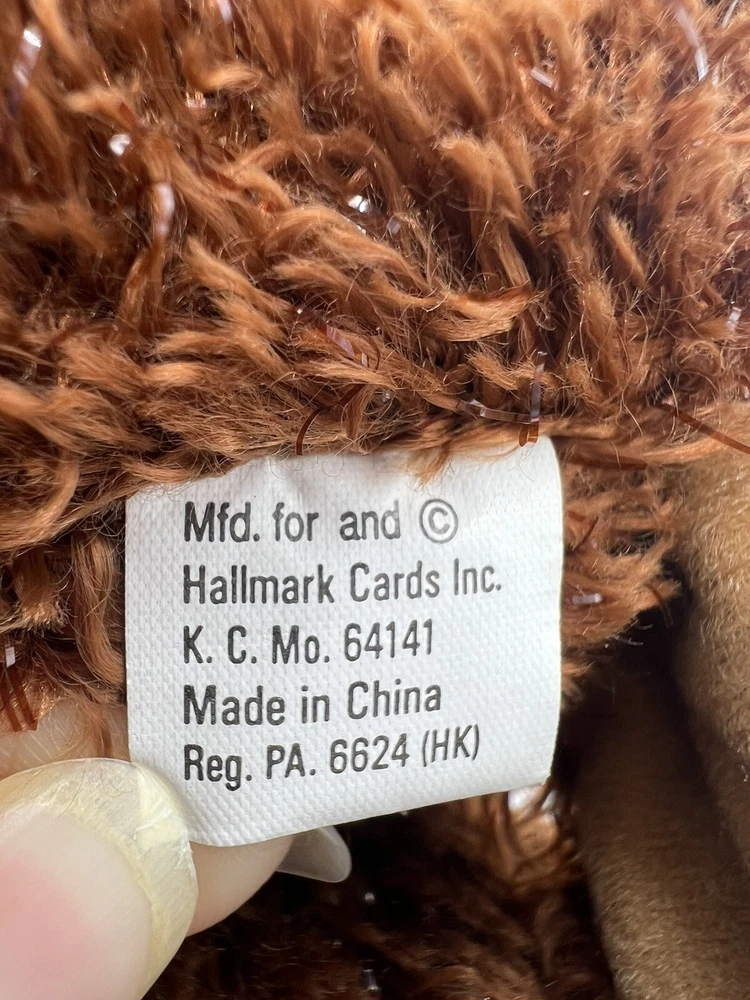 Mfd. for and ©
Hallmark Cards Inc.
K. C. Mo. 64141
Made in China
Reg. PA. 6624 (HK)